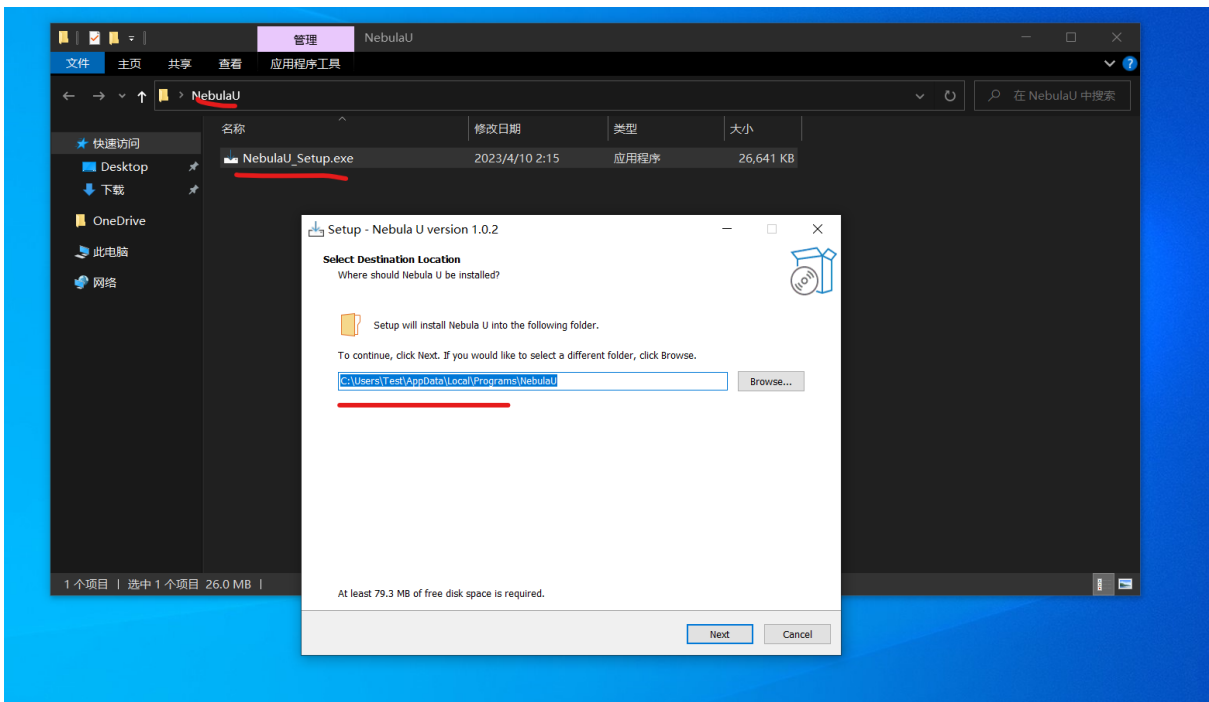 管理 NebulaU
文件 主页 共享 查看 应用程序工具
NebulaU 在 NebulaU 中搜索
名称 修改日期 类型 大小
快速访问
NebulaU_Setup.exe 2023/4/10 2:15 应用程序 26,641 KB
Desktop
下载
OneDrive
此电脑
网络
Setup - Nebula U version 1.0.2
Select Destination Location
Where should Nebula U be installed?
Setup will install Nebula U into the following folder.
To continue, click Next. If you would like to select a different folder, click Browse.
C:\Users\Test\AppData\Local\Programs\NebulaU Browse...
1 个项目 选中 1 个项目 26.0 MB
At least 79.3 MB of free disk space is required.
Next Cancel